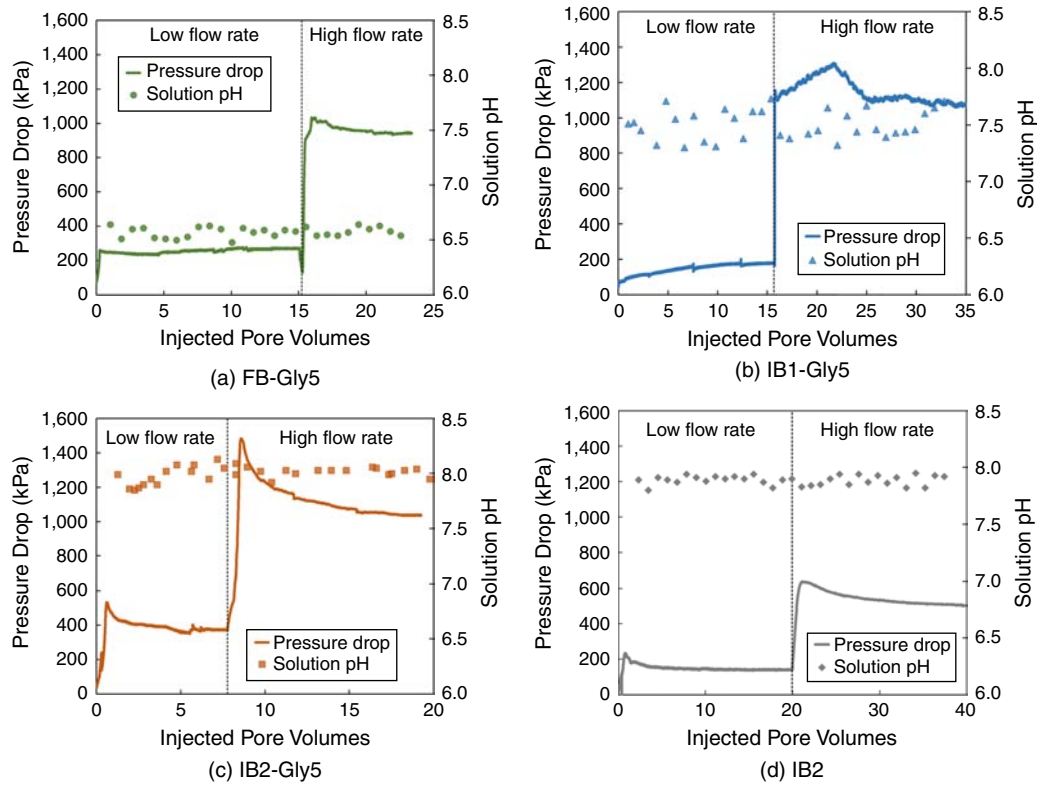 1,600
1,400
1,200
1,000
800
600
400
200
0
Pressure Drop (kPa)
Low flow rate
High flow rate
Pressure drop
Solution pH
8.5
8.0
7.5
7.0
6.5
6.0
Solution pH
0 5 10 15 20 25
Injected Pore Volumes
(a) FB-Gly5
1,600
1,400
1,200
1,000
800
600
400
200
0
Pressure Drop (kPa)
Low flow rate
High flow rate
Pressure drop
Solution pH
8.5
8.0
7.5
7.0
6.5
6.0
Solution pH
0 5 10 15 20 25 30 35
Injected Pore Volumes
(b) IB1-Gly5
1,600
1,400
1,200
1,000
800
600
400
200
0
Pressure Drop (kPa)
Low flow rate
High flow rate
Pressure drop
Solution pH
8.5
8.0
7.5
7.0
6.5
6.0
Solution pH
0 5 10 15 20
Injected Pore Volumes
(c) IB2-Gly5
1,600
1,400
1,200
1,000
800
600
400
200
0
Pressure Drop (kPa)
Low flow rate
High flow rate
Pressure drop
Solution pH
8.5
8.0
7.5
7.0
6.5
6.0
Solution pH
0 10 20 30 40
Injected Pore Volumes
(d) IB2